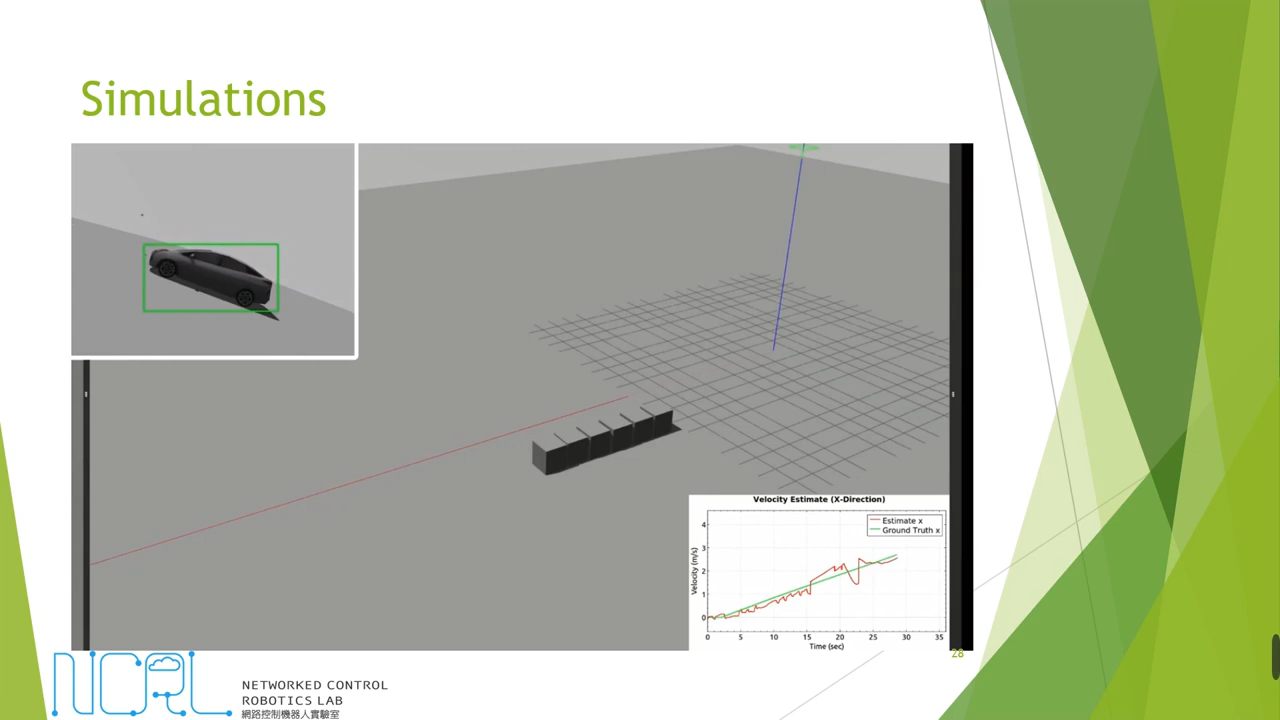 Simulations
Velocity Estimate (X-Direction)
Estimate x
Ground Truth x
Velocity (m/s)
4
3
2
1
0
0 5 10 15 20 25 30 35
Time (sec)
28
NCRL
NETWORKED CONTROL
ROBOTICS LAB
網路控制機器人實驗室